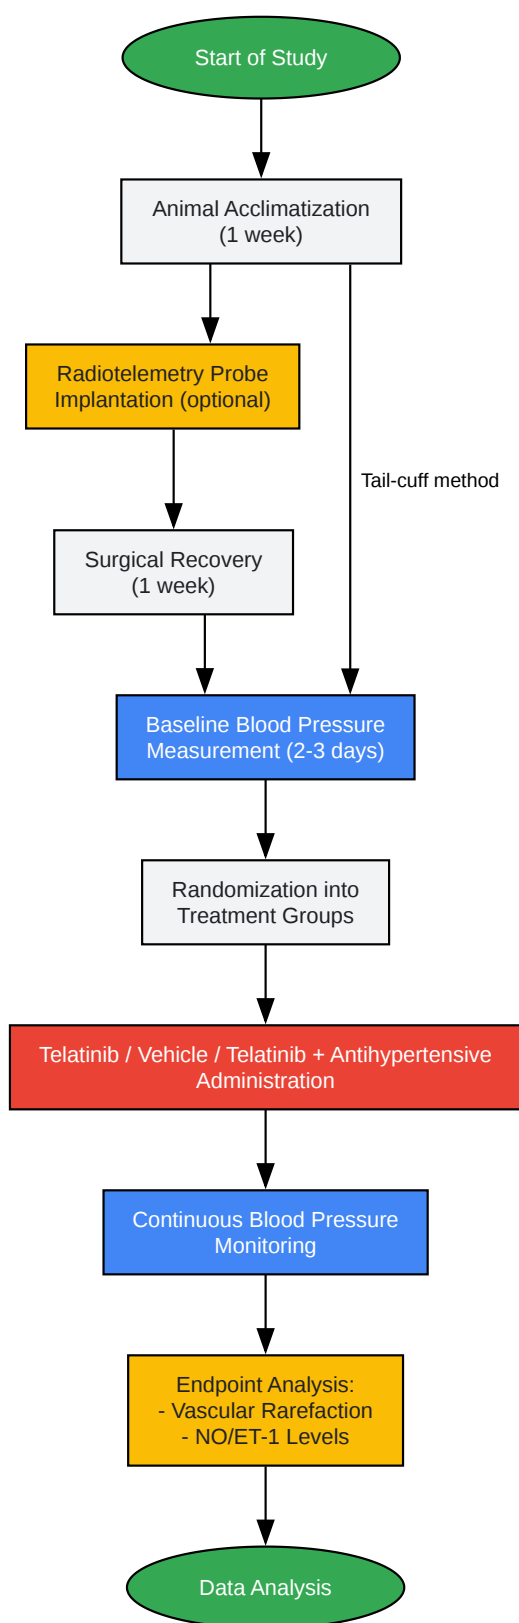 Start of Study
Animal Acclimatization
(1 week)
Radiotelemetry Probe
Implantation (optional)
Tail-cuff method
Surgical Recovery
(1 week)
Baseline Blood Pressure
Measurement (2-3 days)
Randomization into
Treatment Groups
Telatinib / Vehicle / Telatinib + Antihypertensive
Administration
Continuous Blood Pressure
Monitoring
Endpoint Analysis:
- Vascular Rarefaction
- NO/ET-1 Levels
Data Analysis